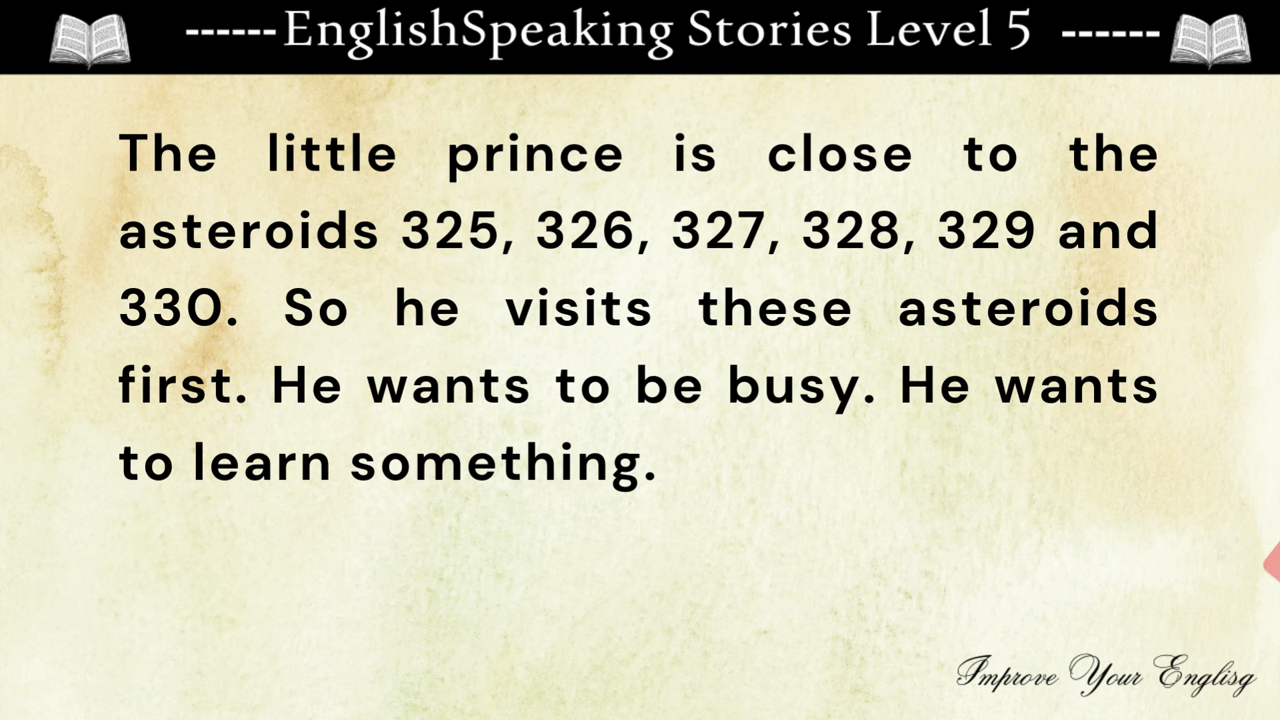 ------EnglishSpeaking Stories Level 5 ------
The little prince is close to the
asteroids 325, 326, 327, 328, 329 and
330. So he visits these asteroids
first. He wants to be busy. He wants
to learn something.
Improve Your Englisg